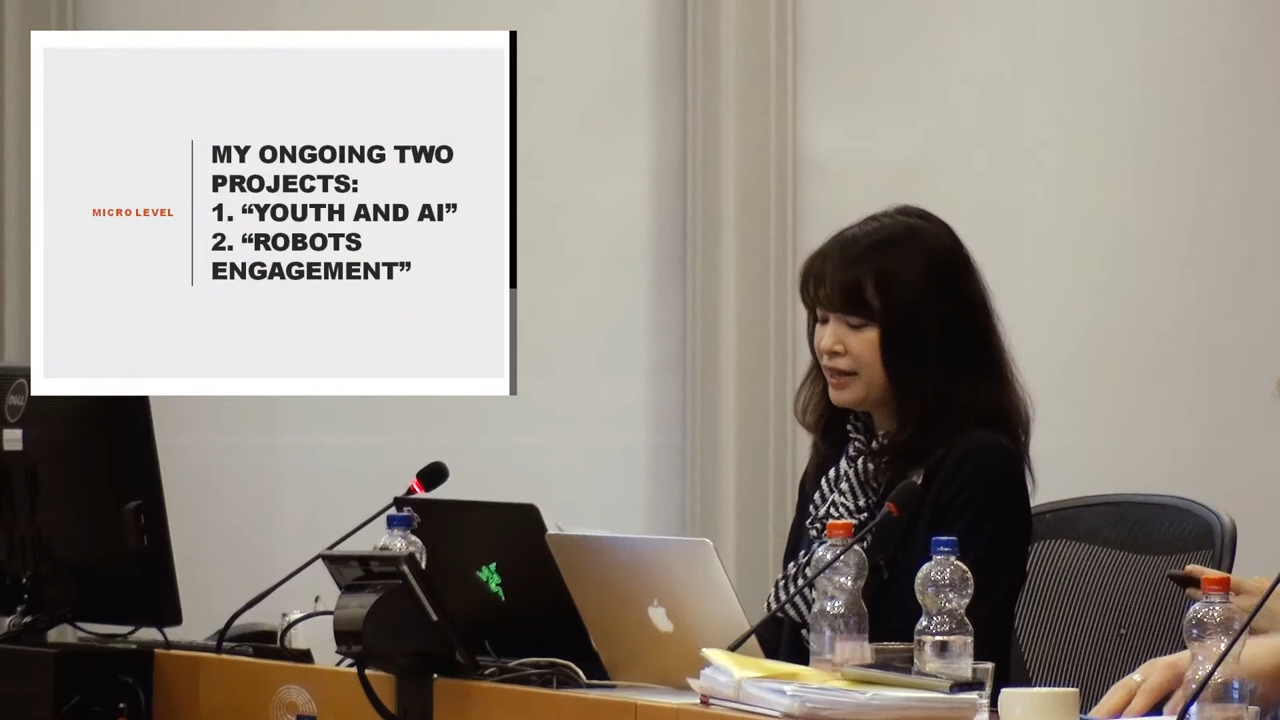 MICRO LEVEL
MY ONGOING TWO
PROJECTS:
1. “YOUTH AND AI”
2. “ROBOTS
ENGAGEMENT”
DELL